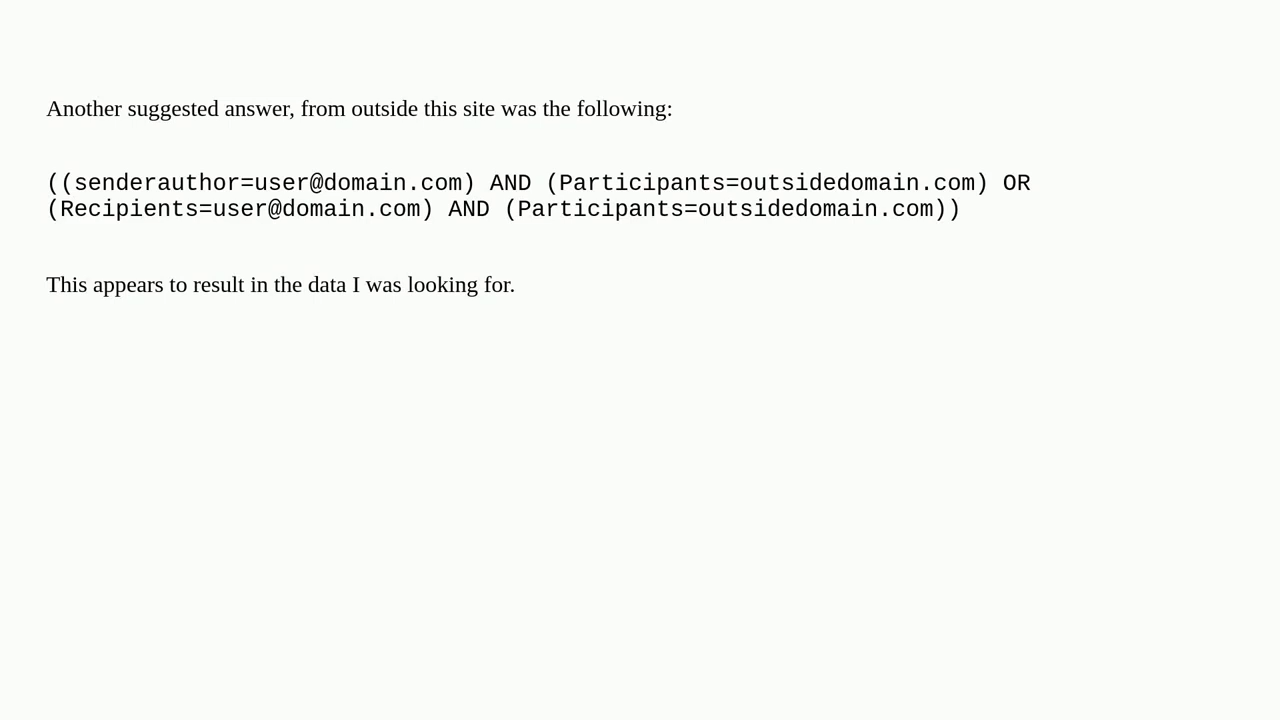 Another suggested answer, from outside this site was the following:
((senderauthor=user@domain.com) AND (Participants=outsidedomain.com) OR
(Recipients=user@domain.com) AND (Participants=outsidedomain.com))
This appears to result in the data I was looking for.